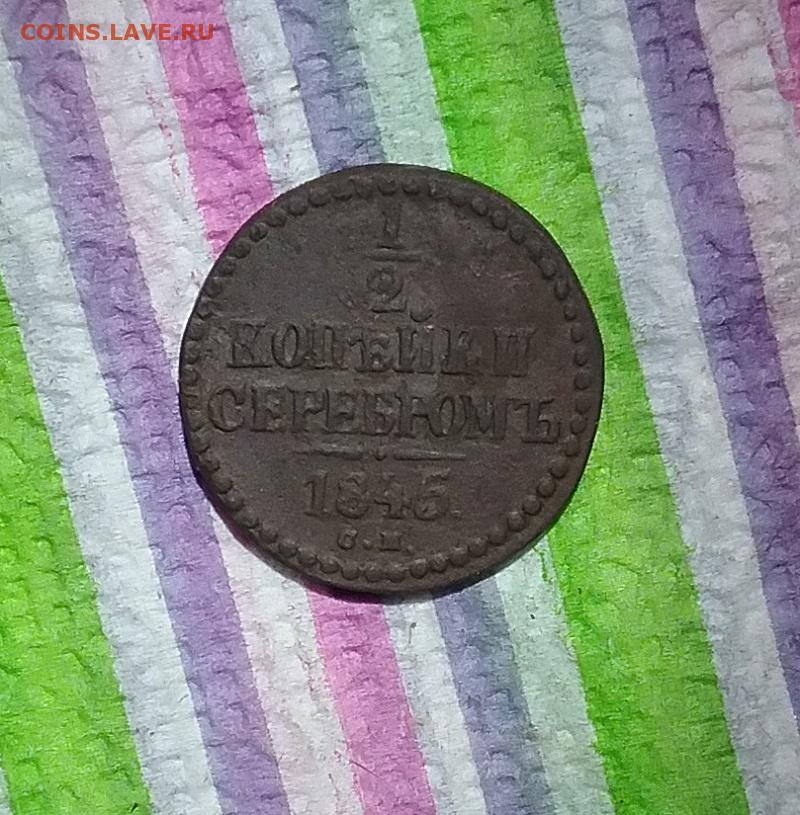 COINS.LAVE.RU
1
2
КОПѢЙКИ
СЕРЕБРОМЪ.
1845.
С.М.